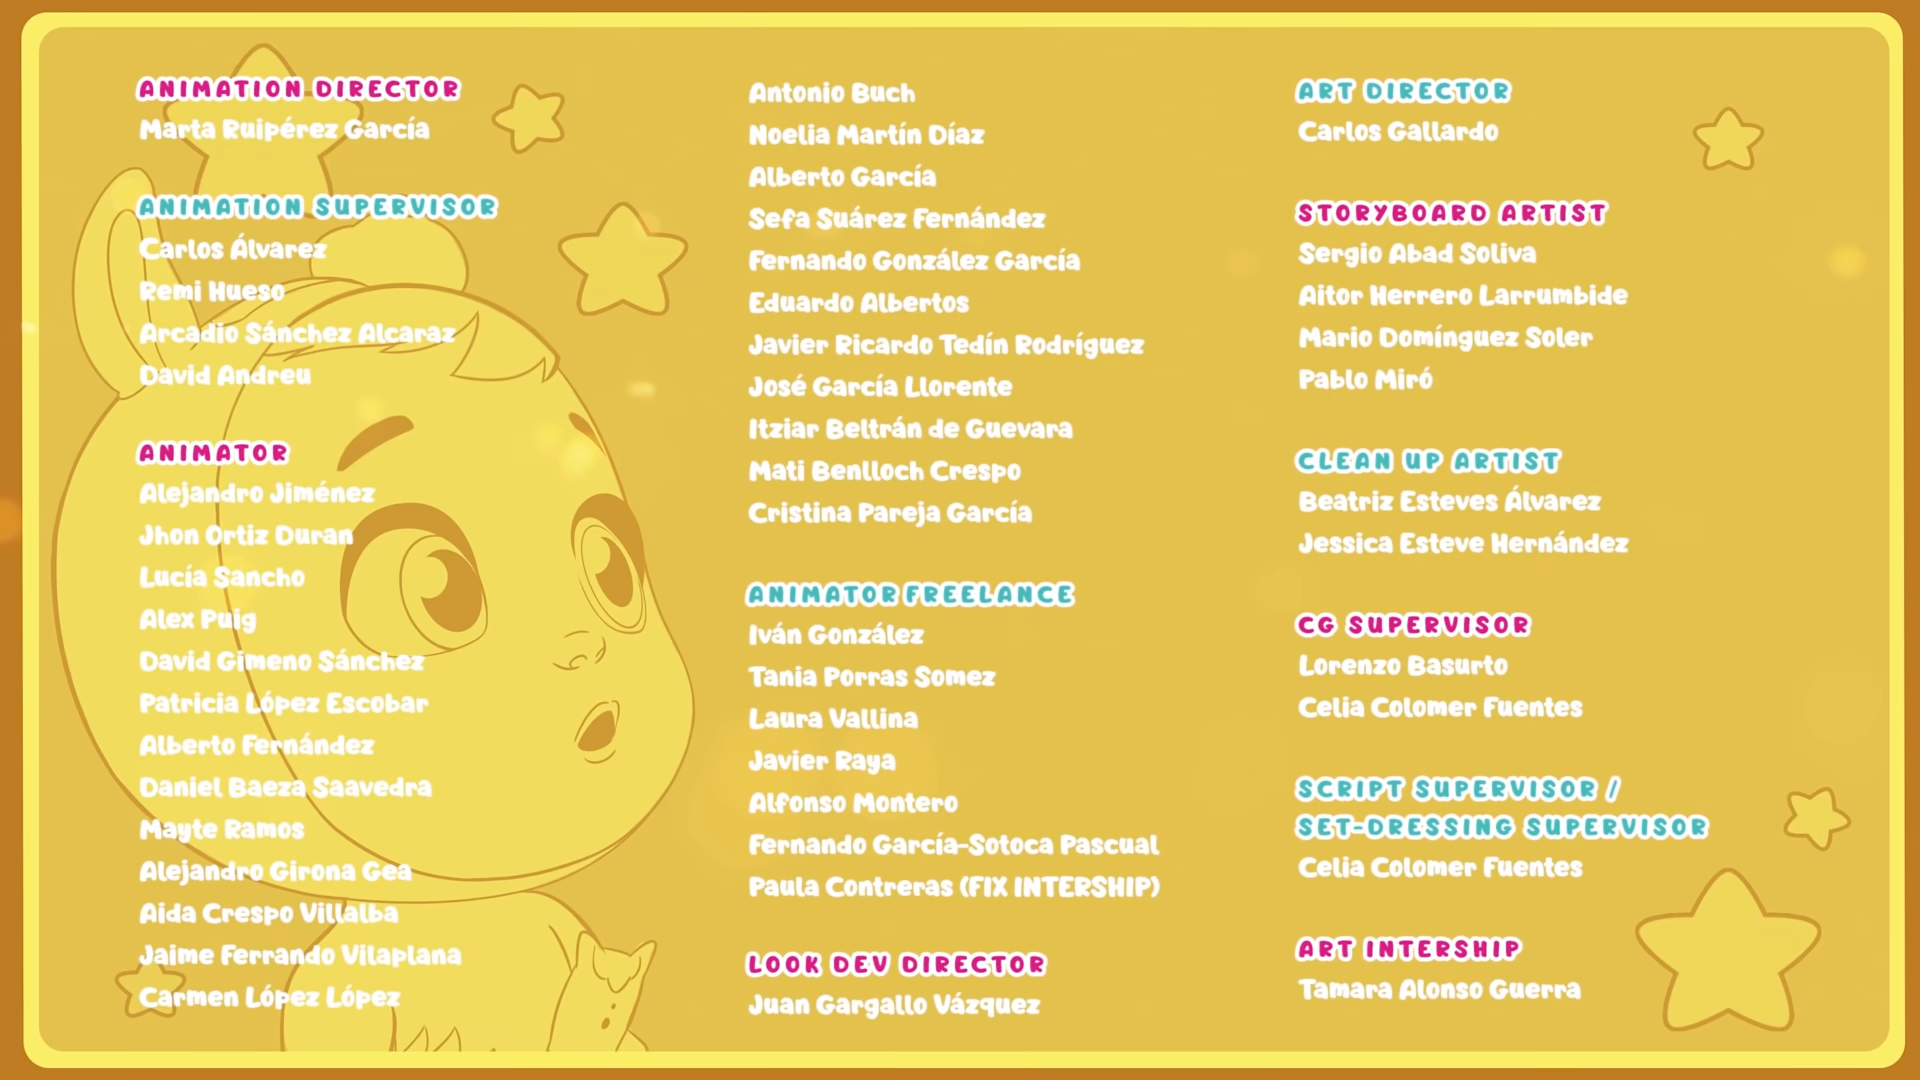 ANIMATION DIRECTOR
Marta Ruipérez García
ANIMATION SUPERVISOR
Carlos Álvarez
Remi Hueso
Arcadio Sánchez Alcaraz
David Andreu
ANIMATOR
Alejandro Jiménez
Jhon Ortiz Duran
Lucía Sancho
Alex Puig
David Gimeno Sánchez
Patricia López Escobar
Alberto Fernández
Daniel Baeza Saavedra
Mayte Ramos
Alejandro Girona Gea
Aida Crespo Villalba
Jaime Ferrando Vilaplana
Carmen López López
Antonio Buch
Noelia Martín Díaz
Alberto García
Sefa Suárez Fernández
Fernando González García
Eduardo Albertos
Javier Ricardo Tedín Rodríguez
José García Llorente
Itziar Beltrán de Guevara
Mati Benlloch Crespo
Cristina Pareja García
ANIMATOR FREELANCE
Iván González
Tania Porras Somez
Laura Vallina
Javier Raya
Alfonso Montero
Fernando García-Sotoca Pascual
Paula Contreras (FIX INTERSHIP)
LOOK DEV DIRECTOR
Juan Gargallo Vázquez
ART DIRECTOR
Carlos Gallardo
STORYBOARD ARTIST
Sergio Abad Soliva
Aitor Herrero Larrumbide
Mario Domínguez Soler
Pablo Miró
CLEAN UP ARTIST
Beatriz Esteves Álvarez
Jessica Esteve Hernández
CG SUPERVISOR
Lorenzo Basurto
Celia Colomer Fuentes
SCRIPT SUPERVISOR /
SET-DRESSING SUPERVISOR
Celia Colomer Fuentes
ART INTERSHIP
Tamara Alonso Guerra